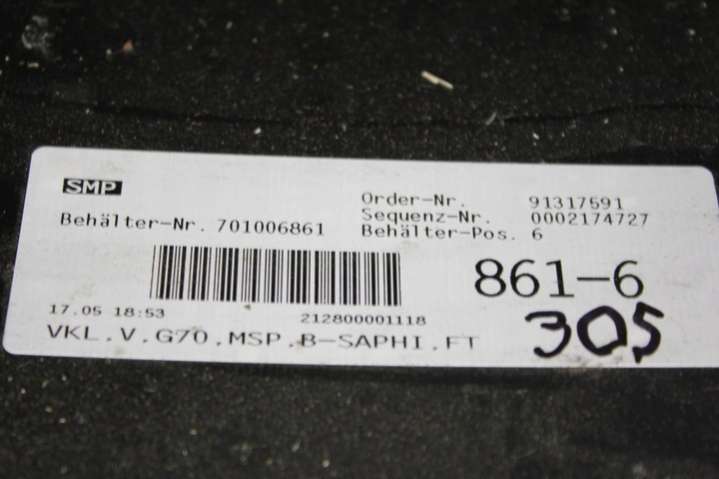 SMP
Order-Nr. 91317591
Behälter-Nr. 701006861
Sequenz-Nr. 0002174727
Behälter-Pos. 6
861-6
17.05 18:53
212800001118
305
VKL.V.G70.MSP.B-SAPHI.FT